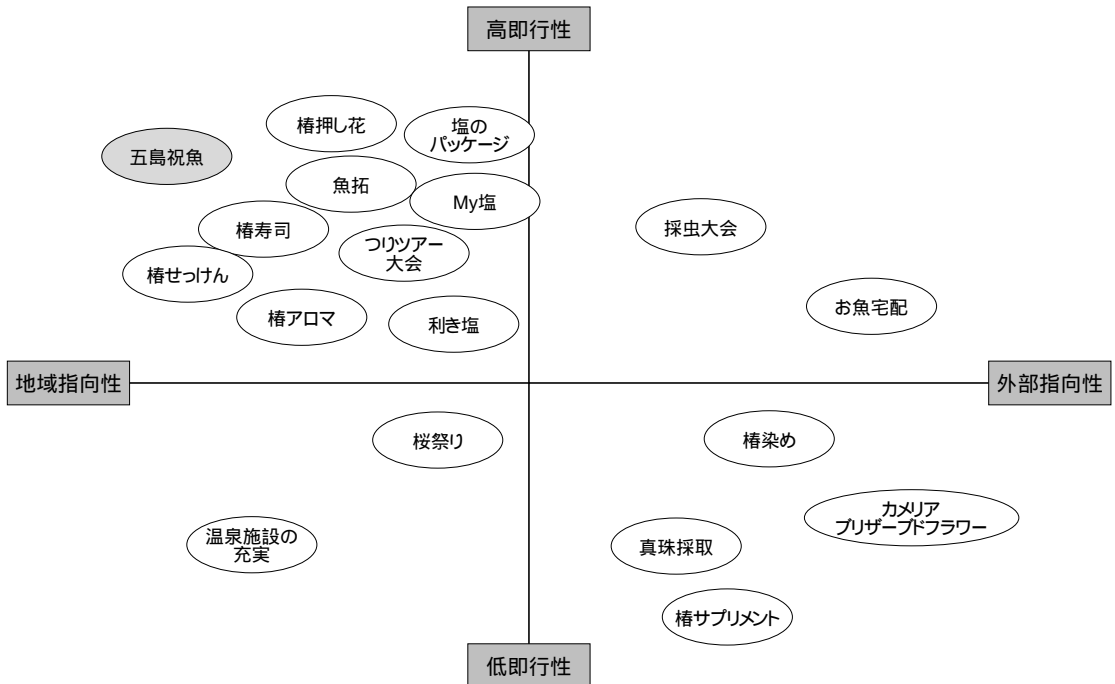 高即行性
椿押し花
塩の
パッケージ
五島祝魚
魚拓
My塩
椿寿司
採虫大会
つりツアー
大会
椿せっけん
お魚宅配
椿アロマ
利き塩
地域指向性
外部指向性
桜祭り
椿染め
カメリア
プリザーブドフラワー
温泉施設の
充実
真珠採取
椿サプリメント
低即行性